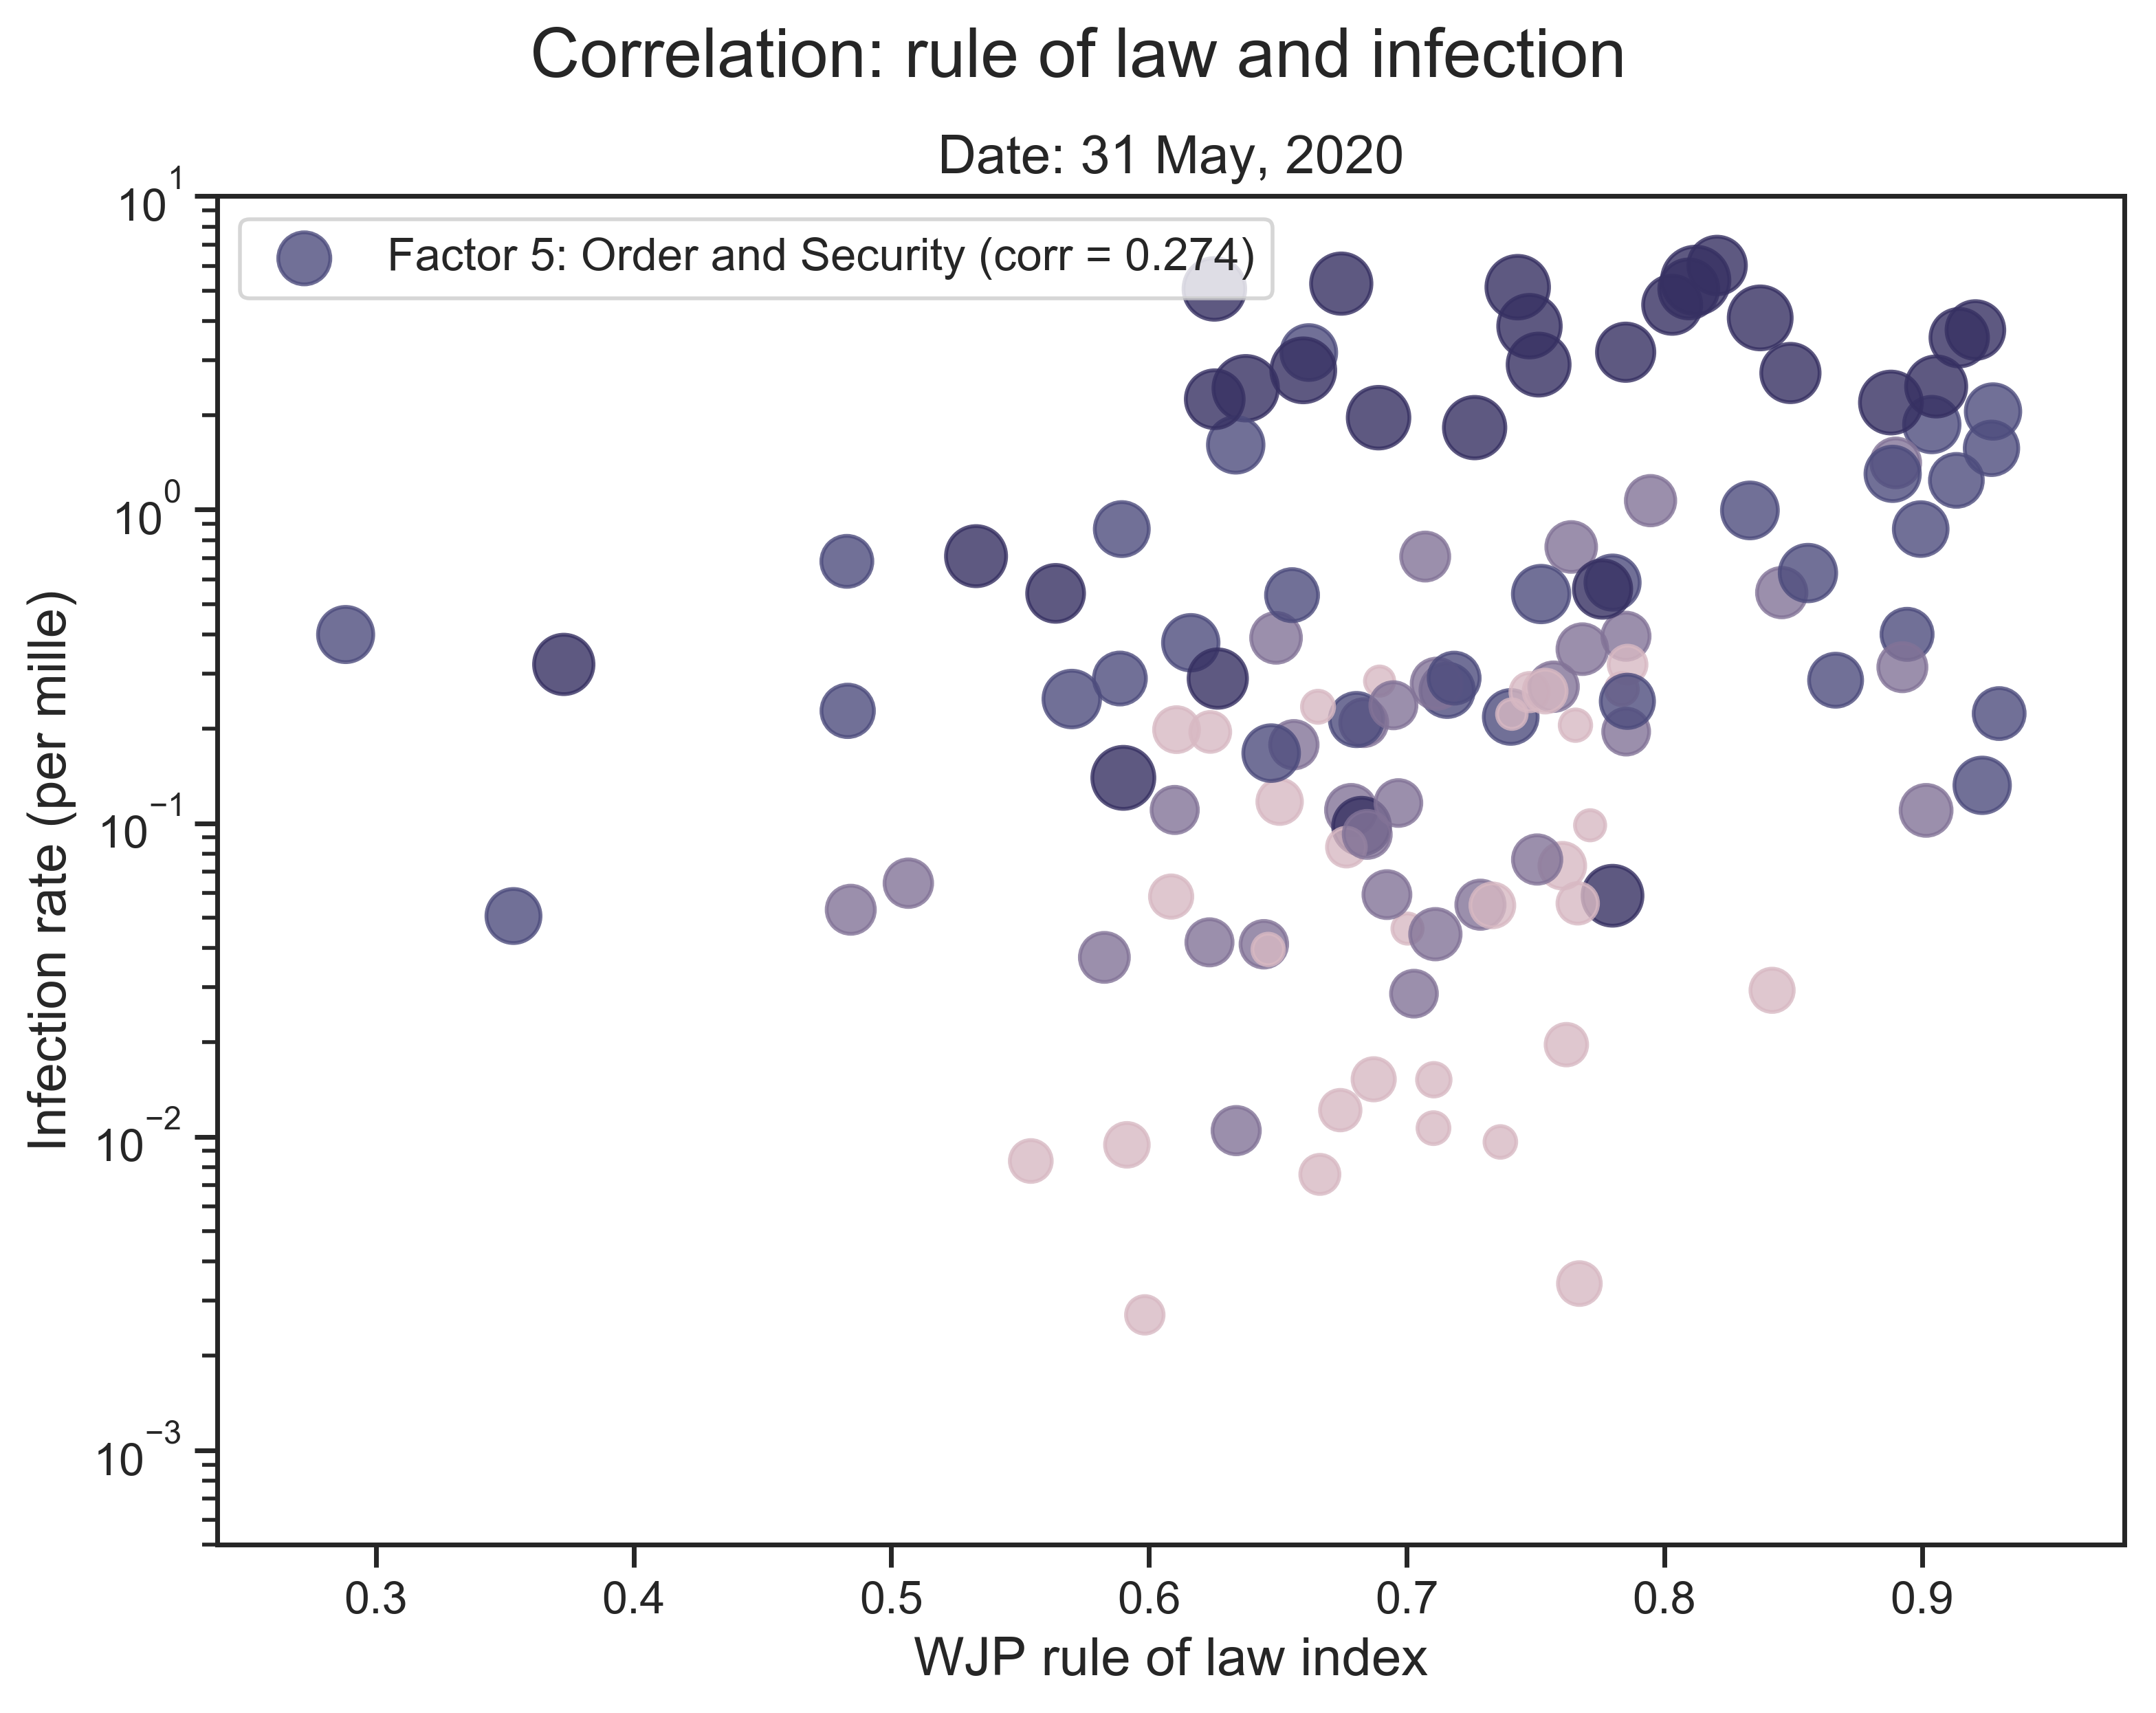 Correlation: rule of law and infection
Date: 31 May, 2020
Factor 5: Order and Security (corr = 0.274)
Infection rate (per mille)
10^1
10^0
10^−1
10^−2
10^−3
0.3 0.4 0.5 0.6 0.7 0.8 0.9
WJP rule of law index